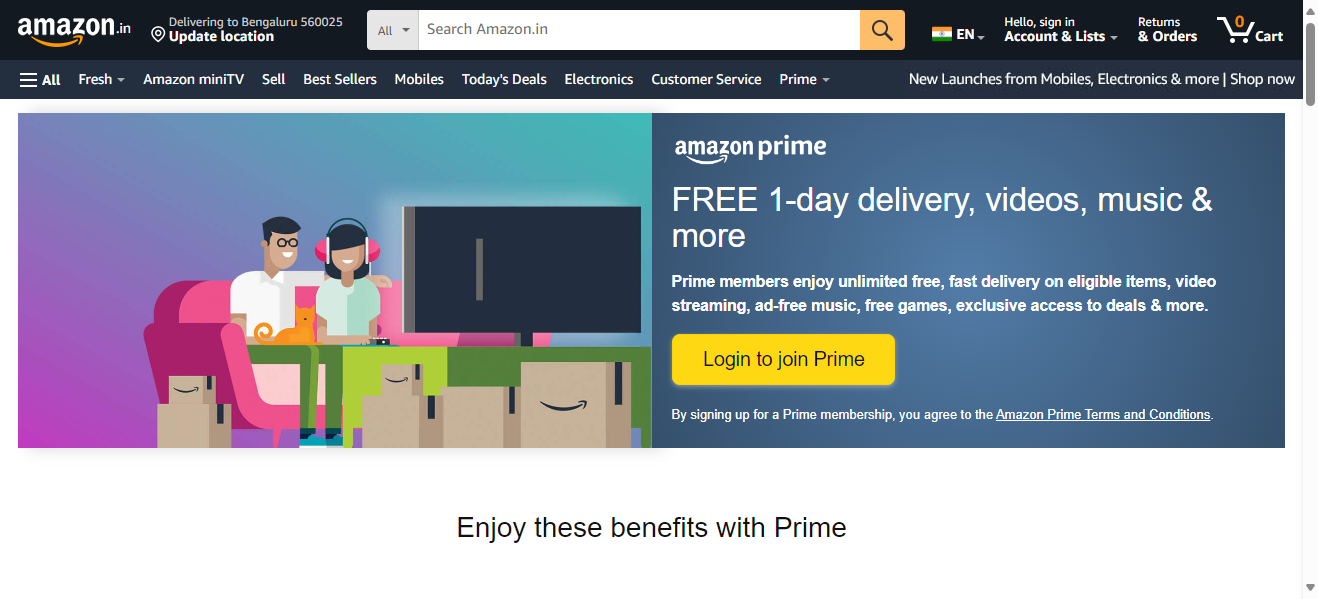 amazon.in
Delivering to Bengaluru 560025
Update location
All
Search Amazon.in
EN
Hello, sign in
Account & Lists
Returns
& Orders
0
Cart
All
Fresh
Amazon miniTV
Sell
Best Sellers
Mobiles
Today's Deals
Electronics
Customer Service
Prime
New Launches from Mobiles, Electronics & more | Shop now
amazon prime
FREE 1-day delivery, videos, music &
more
Prime members enjoy unlimited free, fast delivery on eligible items, video
streaming, ad-free music, free games, exclusive access to deals & more.
Login to join Prime
By signing up for a Prime membership, you agree to the Amazon Prime Terms and Conditions.
Enjoy these benefits with Prime